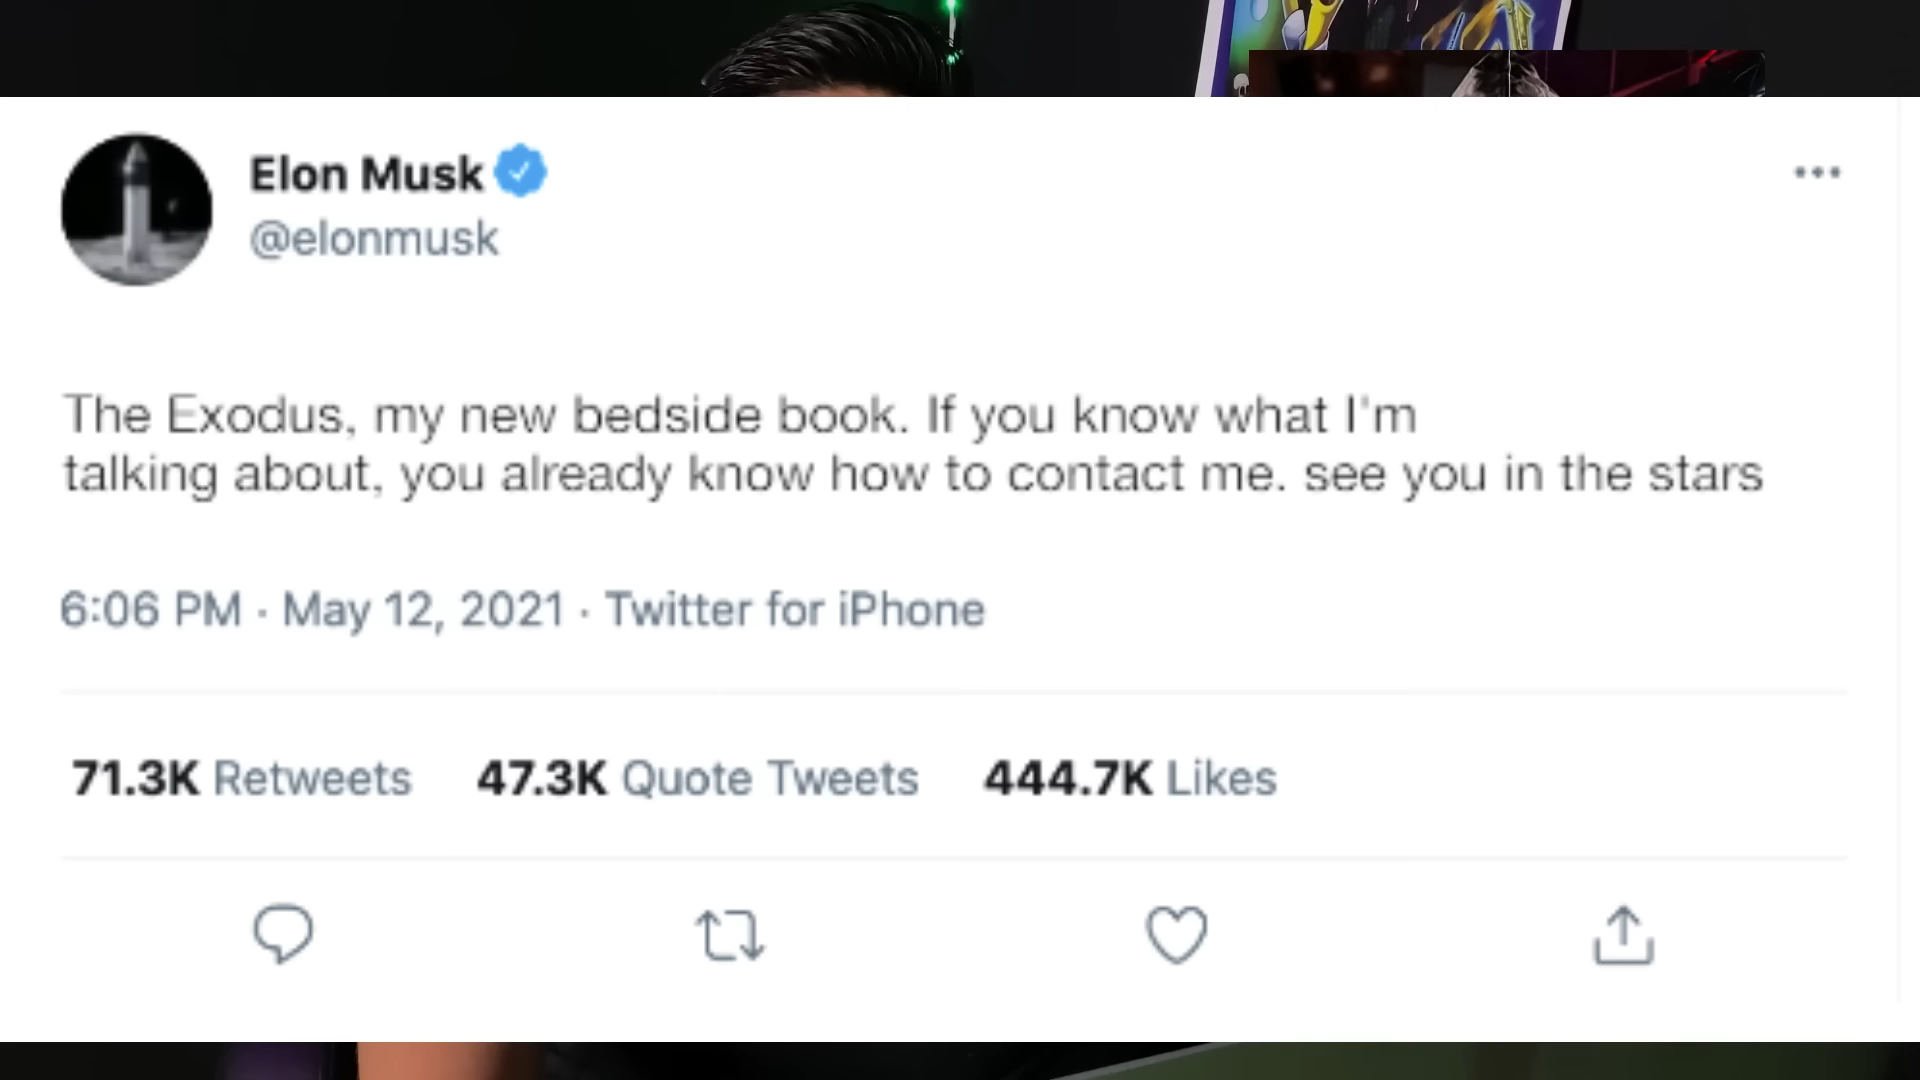 Elon Musk
@elonmusk
The Exodus, my new bedside book. If you know what I'm
talking about, you already know how to contact me. see you in the stars
6:06 PM · May 12, 2021 · Twitter for iPhone
71.3K Retweets 47.3K Quote Tweets 444.7K Likes